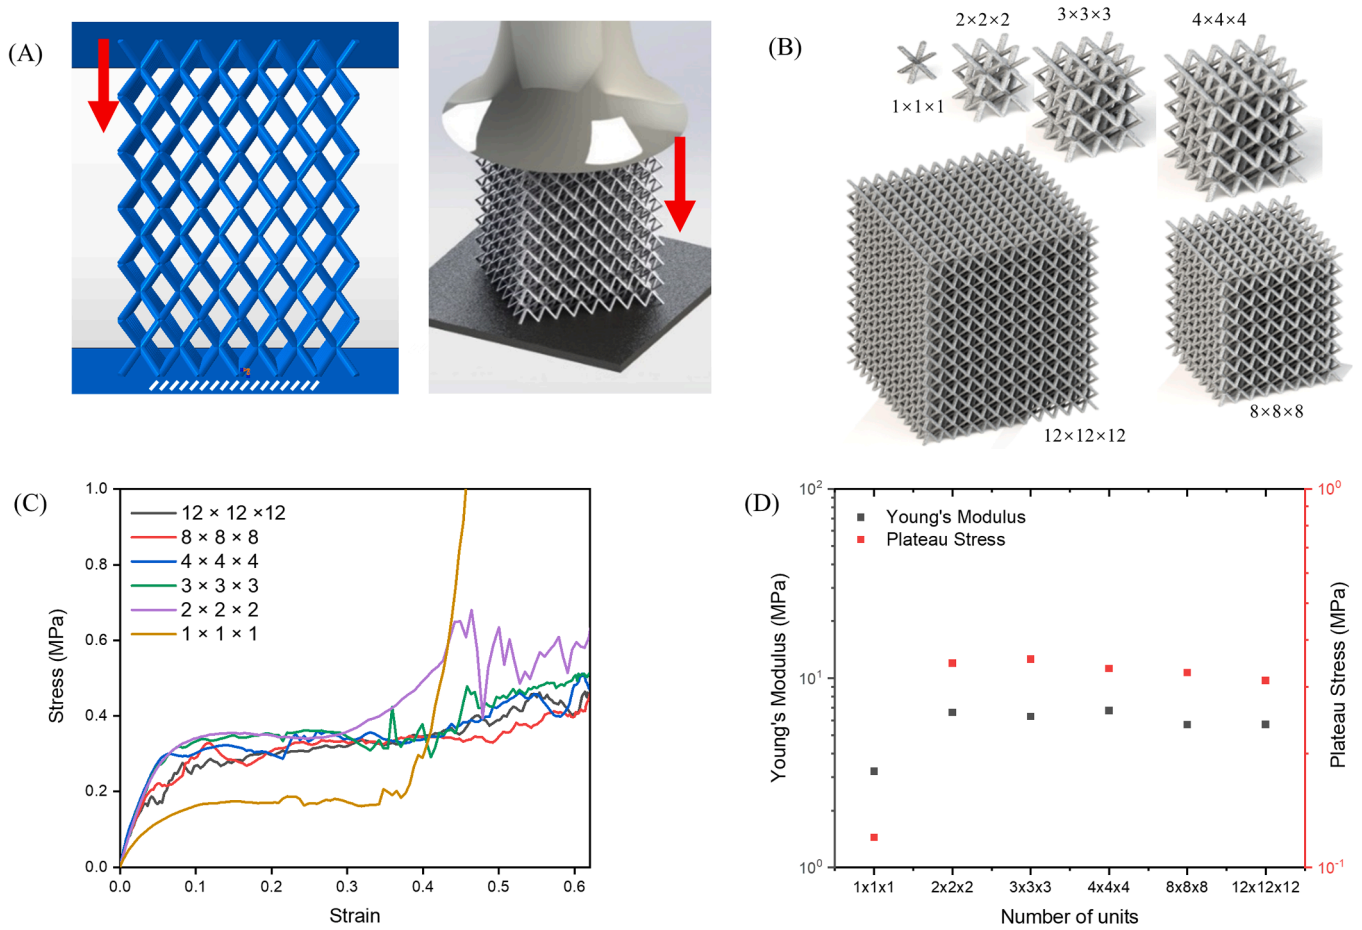 (A)
(B)
1×1×1
2×2×2
3×3×3
4×4×4
12×12×12
8×8×8
(C)
Stress (MPa)
1.0
0.8
0.6
0.4
0.2
0.0
12 × 12 ×12
8 × 8 × 8
4 × 4 × 4
3 × 3 × 3
2 × 2 × 2
1 × 1 × 1
0.0 0.1 0.2 0.3 0.4 0.5 0.6
Strain
(D)
Young's Modulus (MPa)
10²
10¹
10⁰
Young's Modulus
Plateau Stress
10⁰
10⁻¹
Plateau Stress (MPa)
1x1x1 2x2x2 3x3x3 4x4x4 8x8x8 12x12x12
Number of units